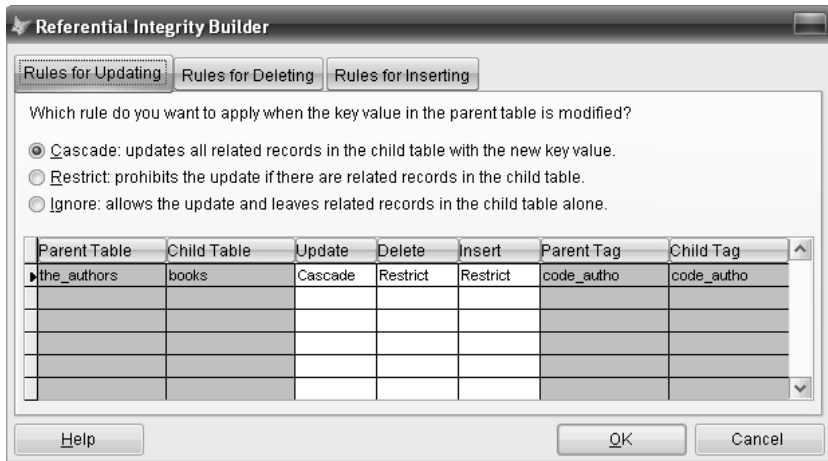 Referential Integrity Builder
Rules for Updating Rules for Deleting Rules for Inserting
Which rule do you want to apply when the key value in the parent table is modified?
Cascade: updates all related records in the child table with the new key value.
Restrict: prohibits the update if there are related records in the child table.
Ignore: allows the update and leaves related records in the child table alone.
Parent Table Child Table Update Delete Insert Parent Tag Child Tag
the_authors books Cascade Restrict Restrict code_autho code_autho
Help OK Cancel